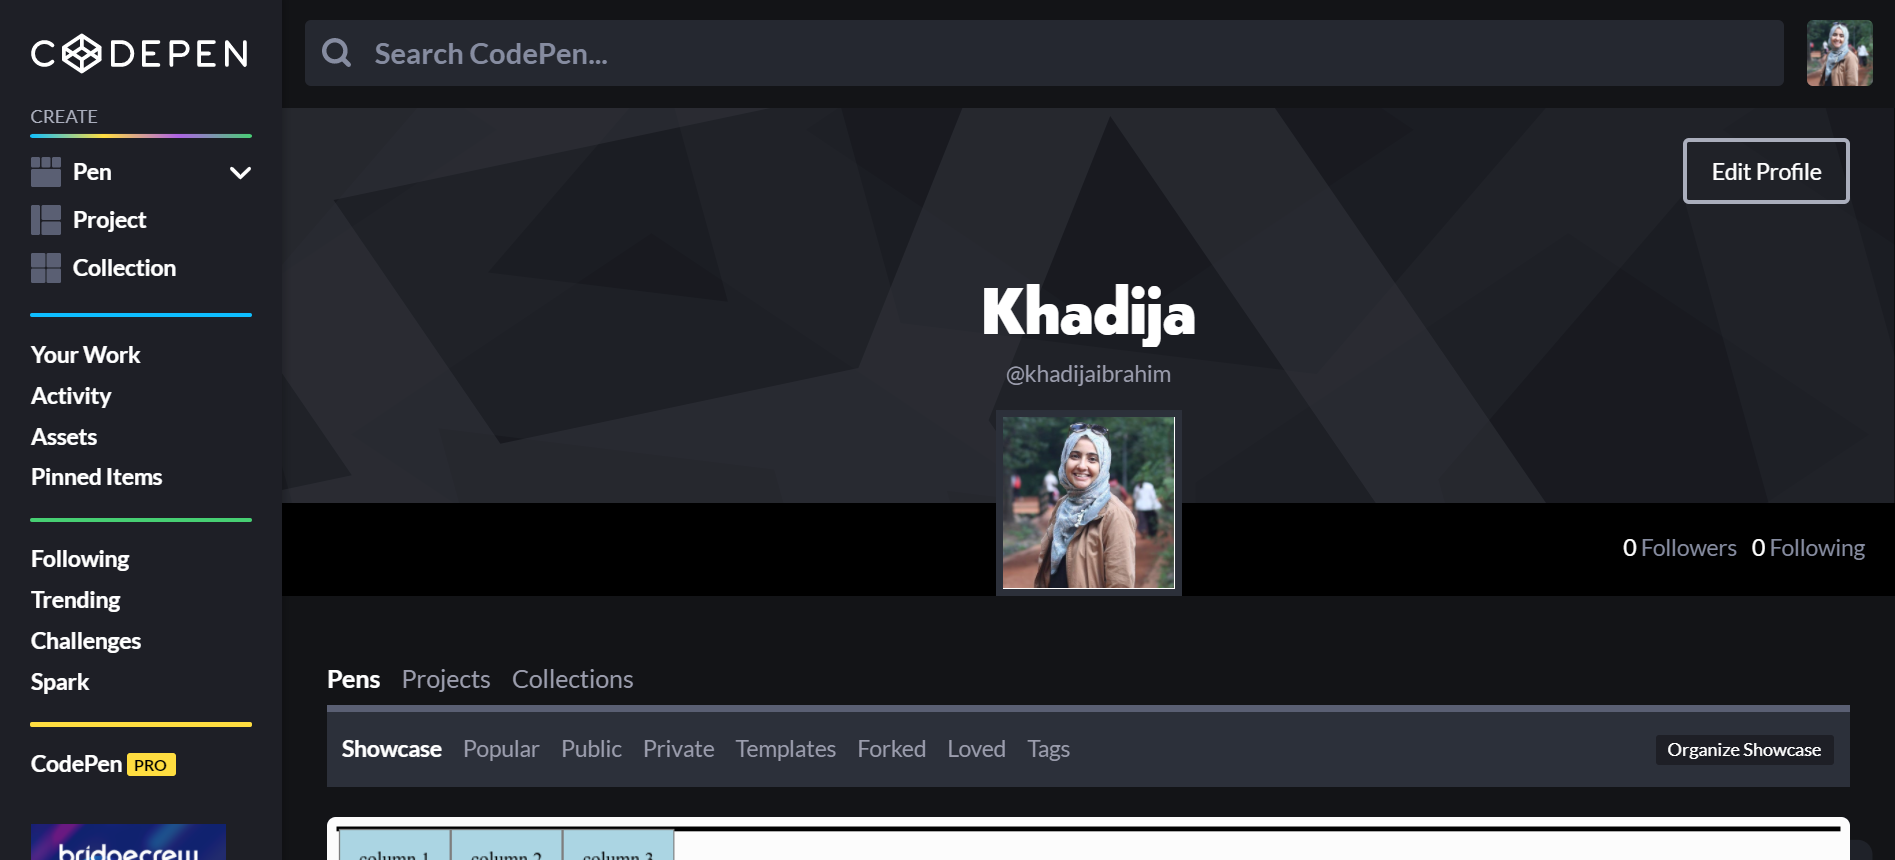 CODEPEN
Search CodePen...
CREATE
Pen
Project
Collection
Your Work
Activity
Assets
Pinned Items
Following
Trending
Challenges
Spark
CodePen PRO
bridgecrew
Edit Profile
Khadija
@khadijaibrahim
0 Followers 0 Following
Pens Projects Collections
Showcase Popular Public Private Templates Forked Loved Tags
Organize Showcase
column 1 column 2 column 3